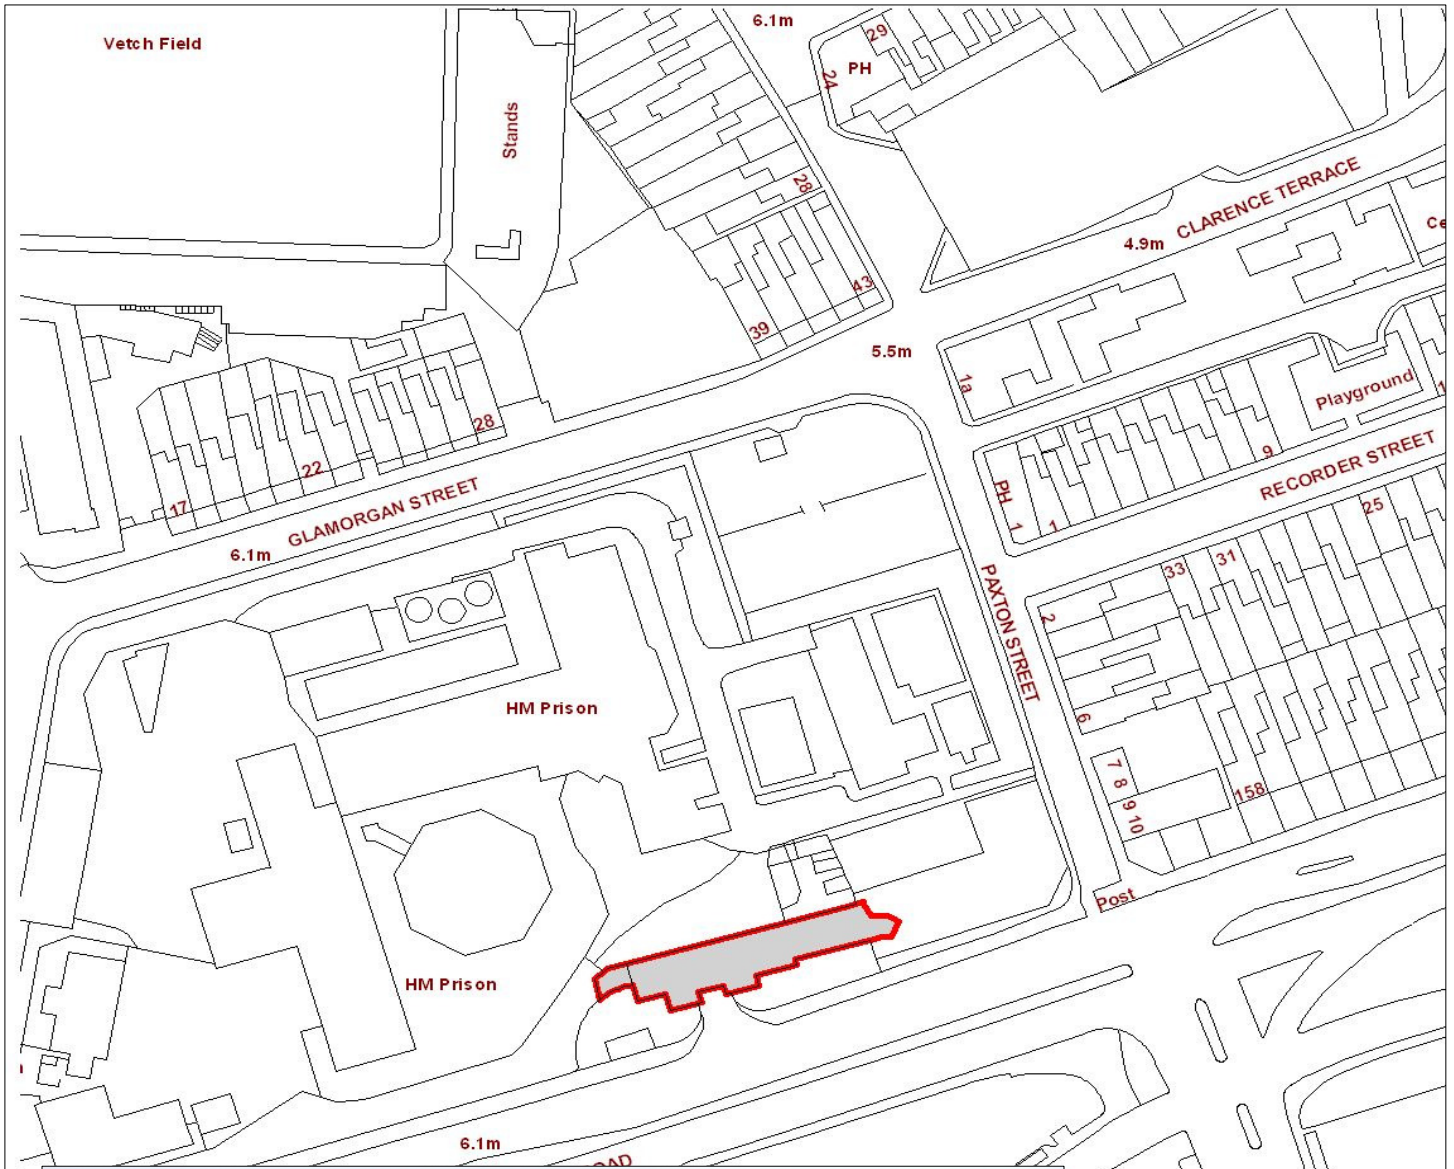 6.1m
29
Vetch Field
PH
24
Stands
28
CLARENCE TERRACE
4.9m
43
39
5.5m
1a
Playground
28
9
RECORDER STREET
22
PH
17
GLAMORGAN STREET
25
1
1
6.1m
31
33
PAXTON STREET
2
HM Prison
6
7
8
158
9
10
Post
HM Prison
6.1m